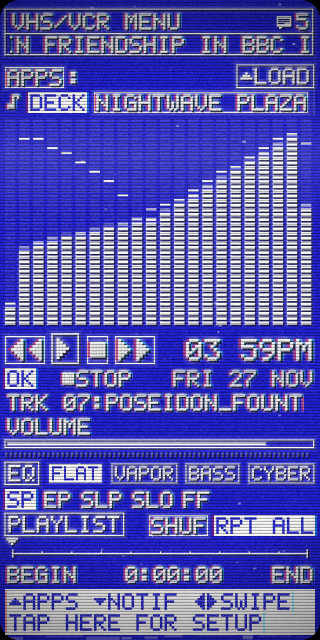 VHS/VCR MENU 5
IN FRIENDSHIP IN BBC I
APPS: LOAD
DECK NIGHTWAVE PLAZA
03 59PM
OK STOP FRI 27 NOV
TRK 07:POSEIDON_FOUNT
VOLUME
EQ FLAT VAPOR BASS CYBER
SP EP SLP SLO FF
PLAYLIST SHUF RPT ALL
BEGIN 0:00:00 END
APPS NOTIF SWIPE
TAP HERE FOR SETUP